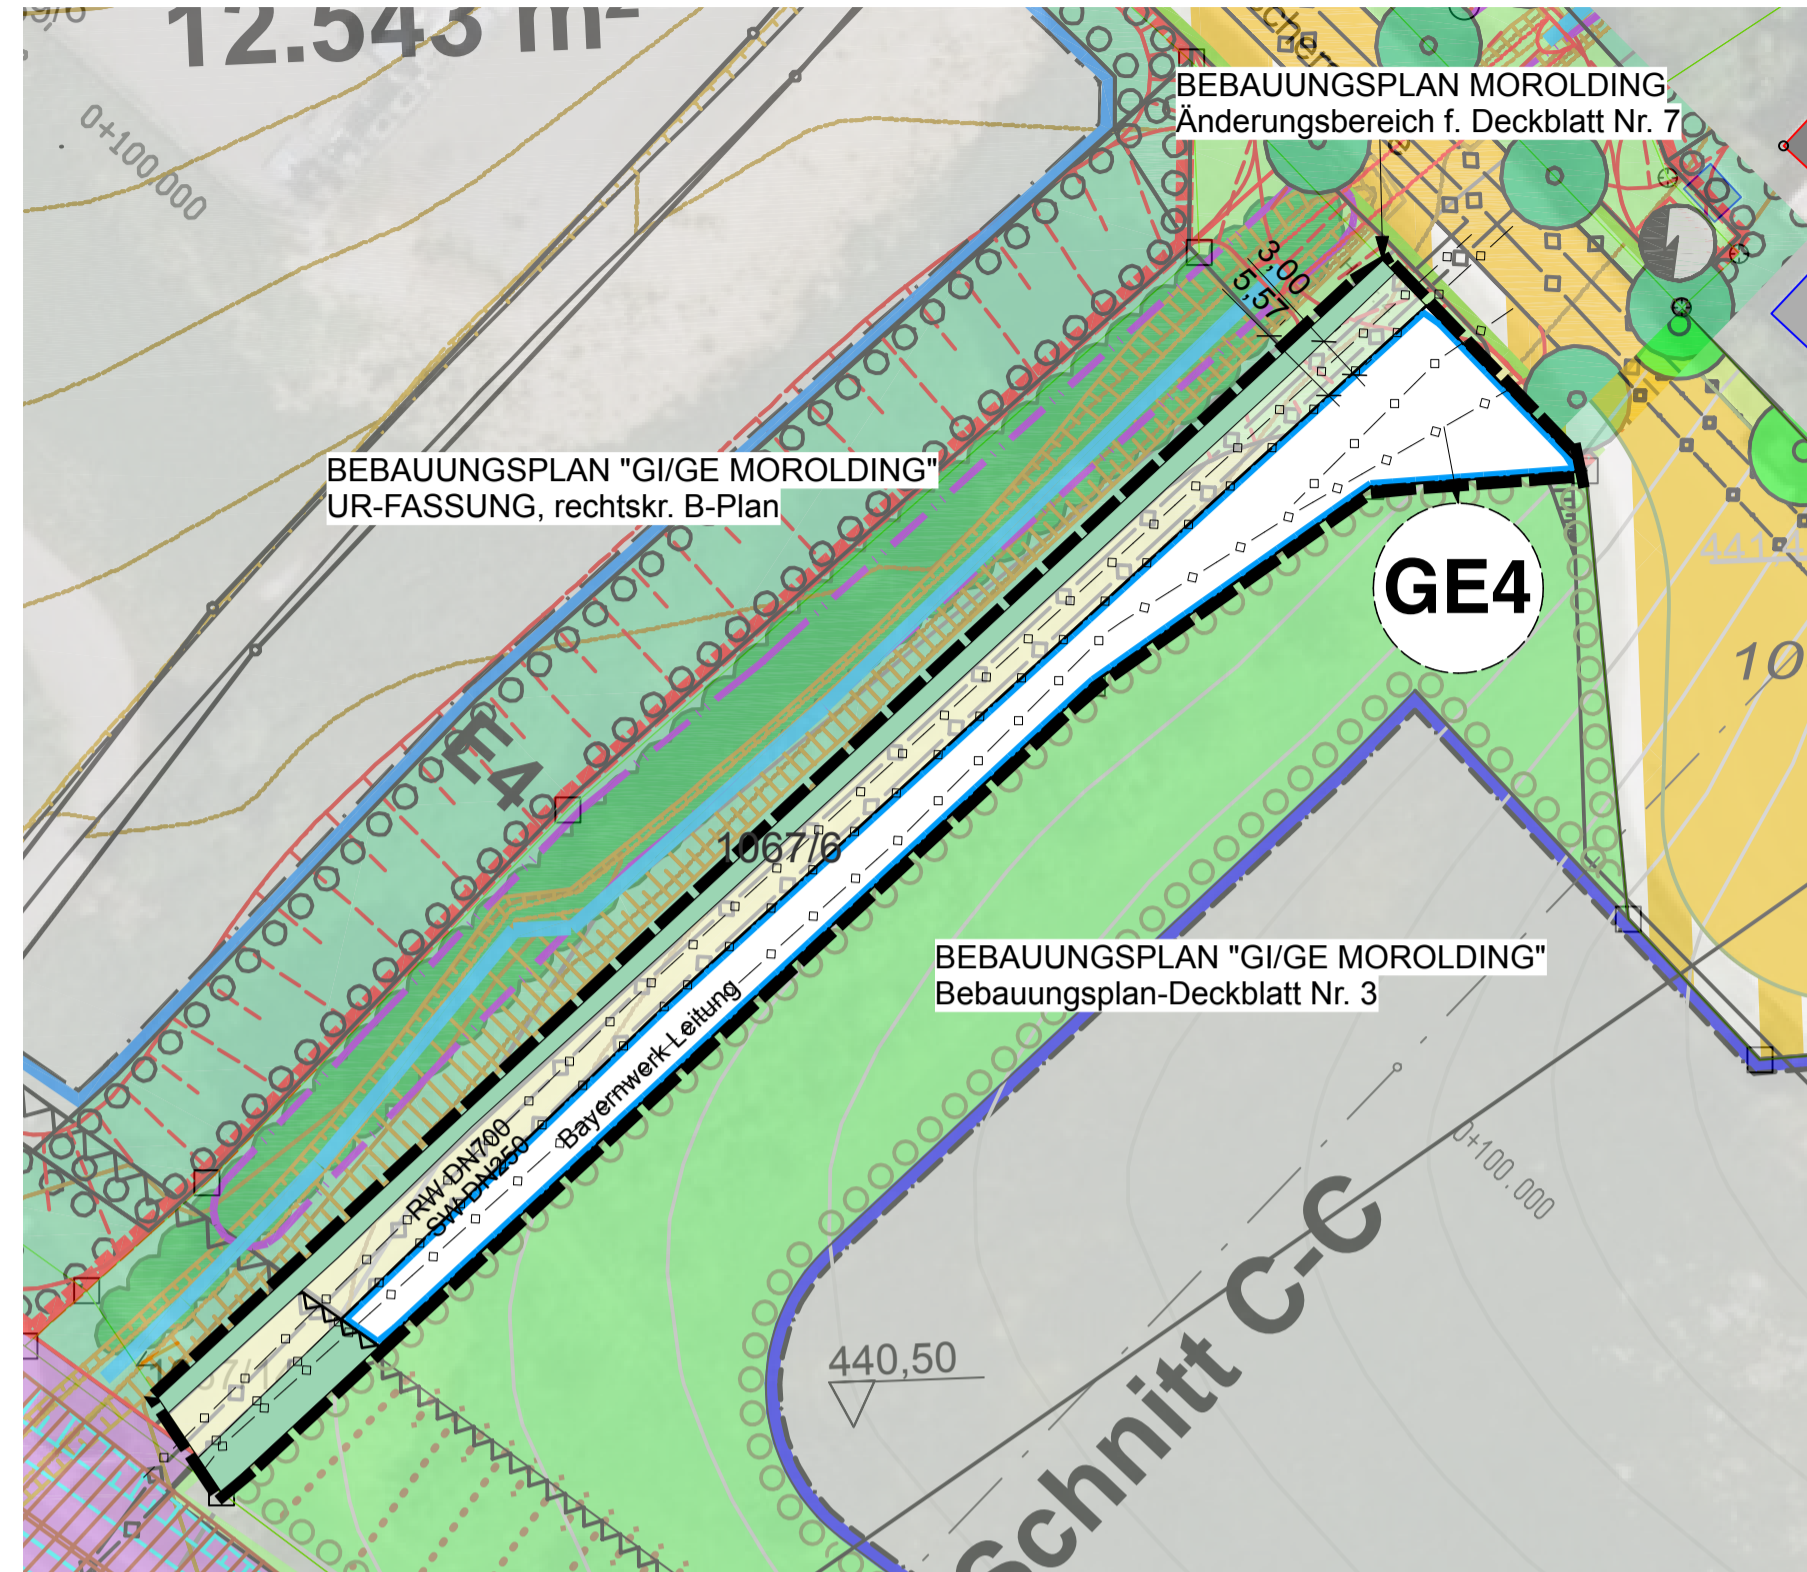 12.543 m²
0+100.000
BEBAUUNGSPLAN MOROLDING
Änderungsbereich f. Deckblatt Nr. 7
3,00
5,57
BEBAUUNGSPLAN "GI/GE MOROLDING"
UR-FASSUNG, rechtskr. B-Plan
GE4
10
E4
1067/6
BEBAUUNGSPLAN "GI/GE MOROLDING"
Bebauungsplan-Deckblatt Nr. 3
Bayernwerk Leitung
RW DN700
SW DN250
0+100.000
440,50
Schnitt C-C